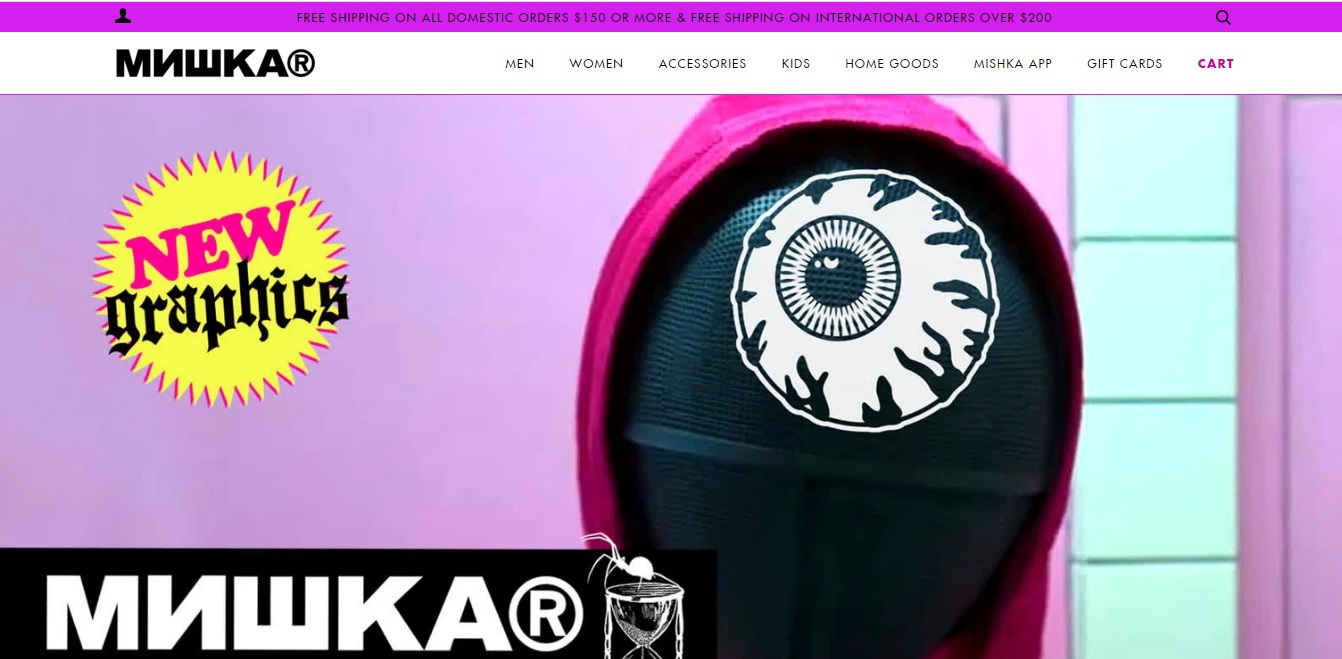 FREE SHIPPING ON ALL DOMESTIC ORDERS $150 OR MORE & FREE SHIPPING ON INTERNATIONAL ORDERS OVER $200
МИШКА®
MEN WOMEN ACCESSORIES KIDS HOME GOODS MISHKA APP GIFT CARDS CART
NEW
graphics
МИШКА®